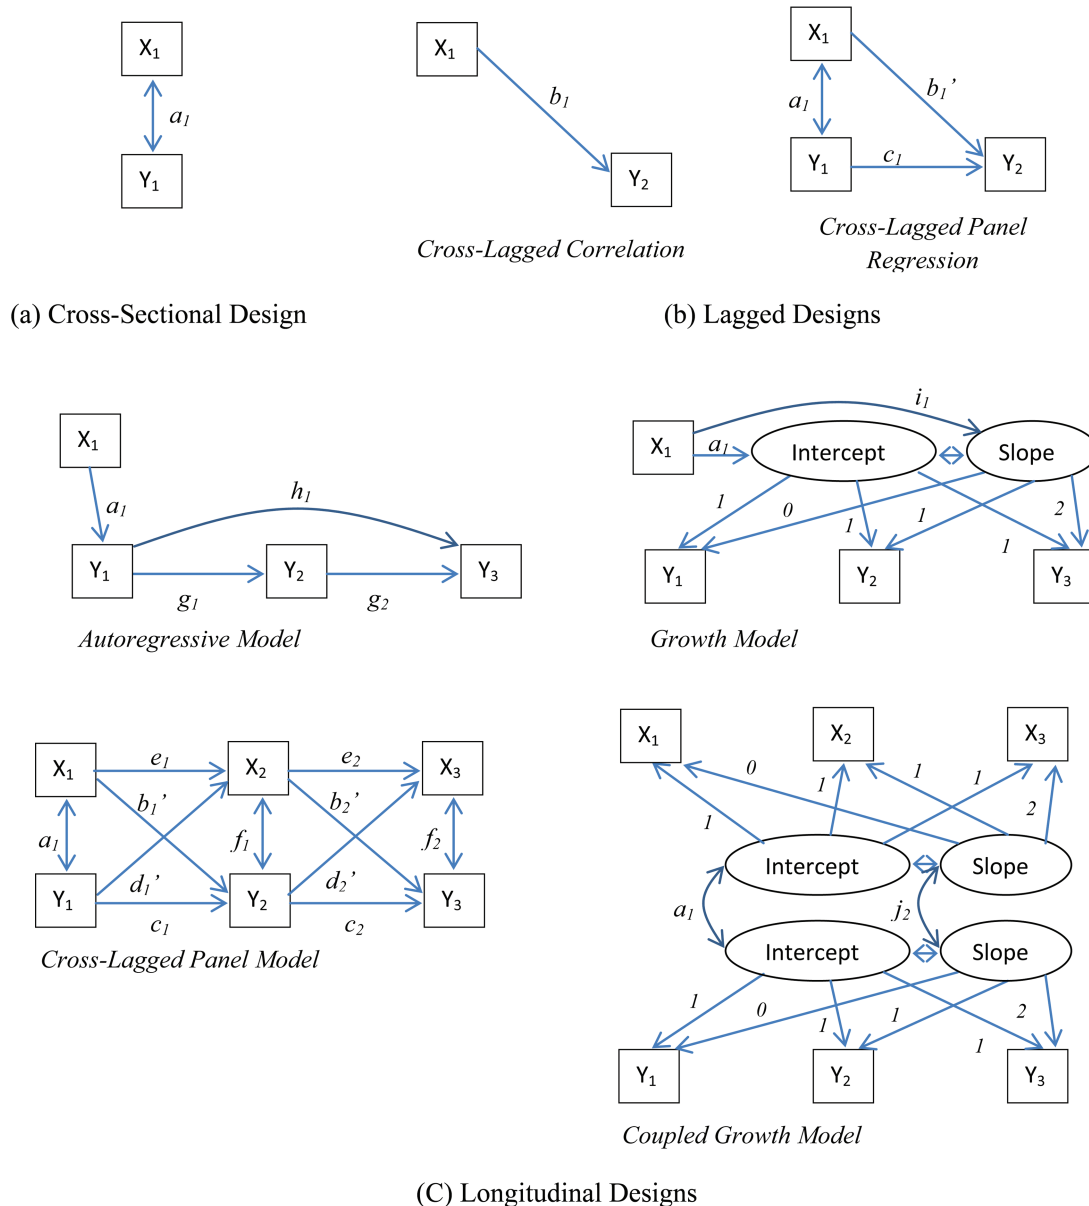 X₁
a₁
Y₁
X₁
b₁
Y₂
Cross-Lagged Correlation
X₁
a₁
b₁’
Y₁
c₁
Y₂
Cross-Lagged Panel
Regression
(a) Cross-Sectional Design
(b) Lagged Designs
X₁
a₁
h₁
Y₁
Y₂
Y₃
g₁
g₂
Autoregressive Model
i₁
X₁
a₁
Intercept
Slope
1
0
1
1
1
2
Y₁
Y₂
Y₃
Growth Model
X₁
e₁
X₂
e₂
X₃
b₁’
b₂’
a₁
f₁
f₂
Y₁
d₁’
Y₂
d₂’
Y₃
c₁
c₂
Cross-Lagged Panel Model
X₁
X₂
X₃
0
1
1
1
1
2
Intercept
Slope
a₁
j₂
Intercept
Slope
1
0
1
1
1
2
Y₁
Y₂
Y₃
Coupled Growth Model
(C) Longitudinal Designs